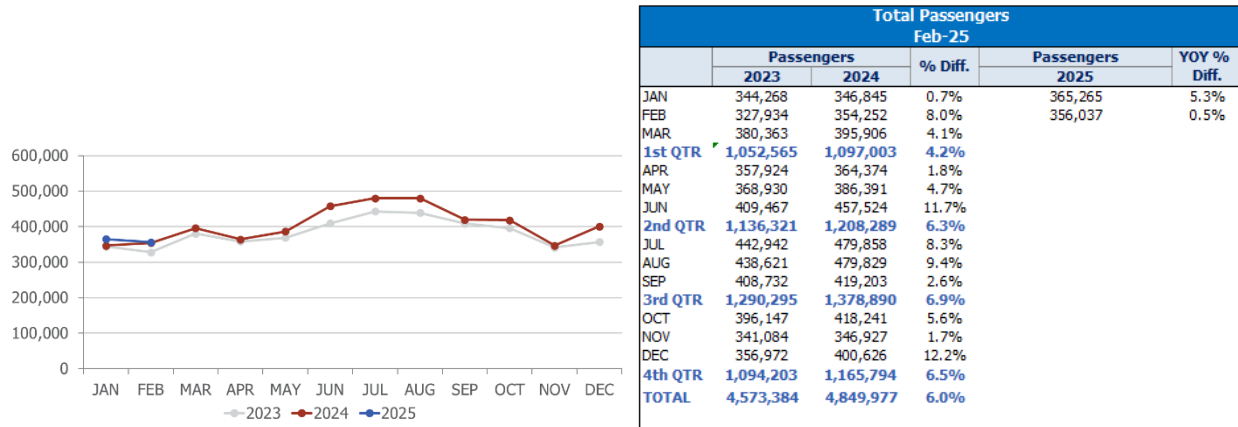 600,000
500,000
400,000
300,000
200,000
100,000
0
JAN FEB MAR APR MAY JUN JUL AUG SEP OCT NOV DEC
2023 2024 2025
Total Passengers
Feb-25
Passengers % Diff. Passengers YOY % Diff.
2023 2024 2025
JAN 344,268 346,845 0.7% 365,265 5.3%
FEB 327,934 354,252 8.0% 356,037 0.5%
MAR 380,363 395,906 4.1%
1st QTR 1,052,565 1,097,003 4.2%
APR 357,924 364,374 1.8%
MAY 368,930 386,391 4.7%
JUN 409,467 457,524 11.7%
2nd QTR 1,136,321 1,208,289 6.3%
JUL 442,942 479,858 8.3%
AUG 438,621 479,829 9.4%
SEP 408,732 419,203 2.6%
3rd QTR 1,290,295 1,378,890 6.9%
OCT 396,147 418,241 5.6%
NOV 341,084 346,927 1.7%
DEC 356,972 400,626 12.2%
4th QTR 1,094,203 1,165,794 6.5%
TOTAL 4,573,384 4,849,977 6.0%